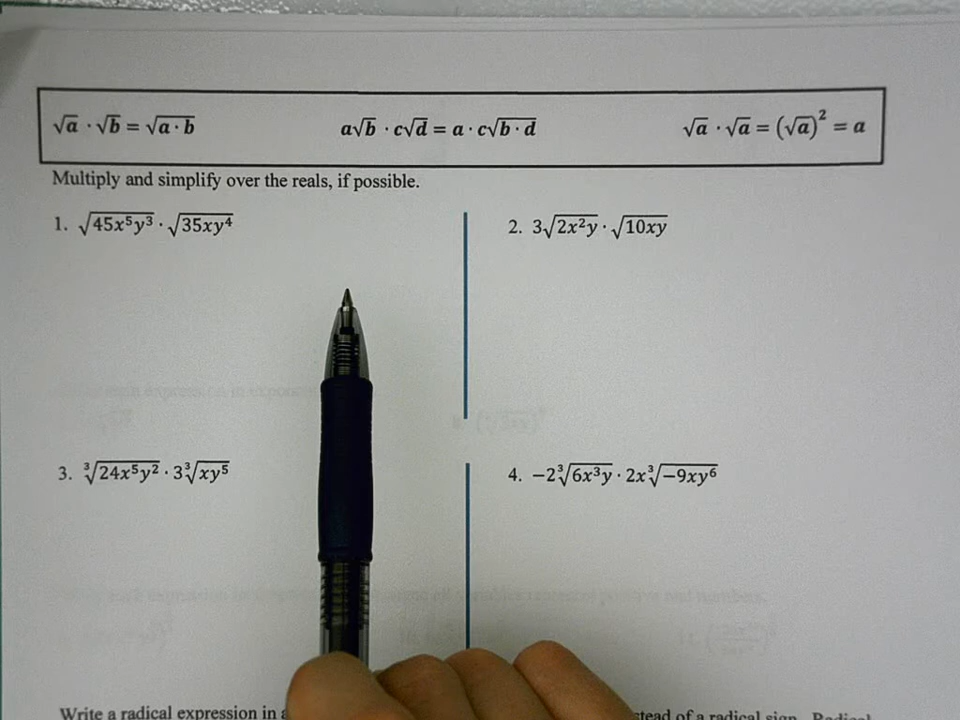 √a · √b = √a · b    a√b · c√d = a · c√b · d    √a · √a = (√a)² = a
Multiply and simplify over the reals, if possible.
1. √45x⁵y³ · √35xy⁴    2. 3√2x²y · √10xy
3. ∛24x⁵y² · 3∛xy⁵    4. −2∛6x³y · 2x∛−9xy⁶
Write a radical expression in of a radical sign. Radical